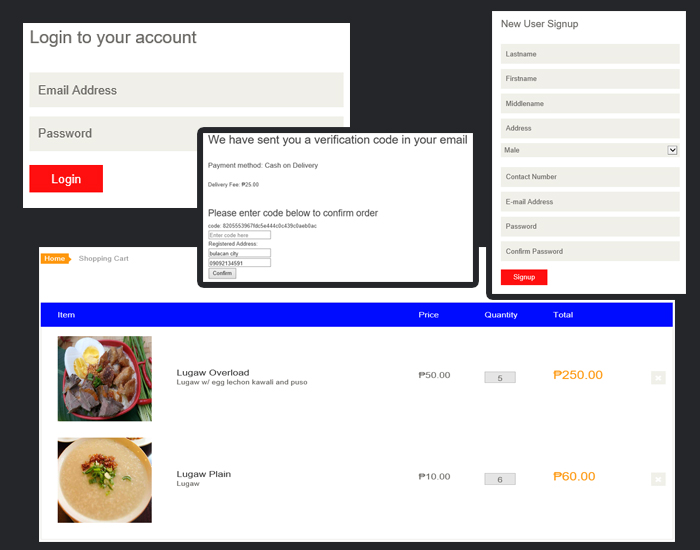 Login to your account
Email Address
Password
Login
We have sent you a verification code in your email
Payment method: Cash on Delivery
Delivery Fee: ₱25.00
Please enter code below to confirm order
code: 8205553967fdc5e444c0c439c0aeb0ac
Enter code here
Registered Address:
bulacan city
09092134591
Confirm
New User Signup
Lastname
Firstname
Middlename
Address
Male
Contact Number
E-mail Address
Password
Confirm Password
Signup
Home Shopping Cart
Item Price Quantity Total
Lugaw Overload
Lugaw w/ egg lechon kawali and puso
₱50.00 5 ₱250.00
Lugaw Plain
Lugaw
₱10.00 6 ₱60.00